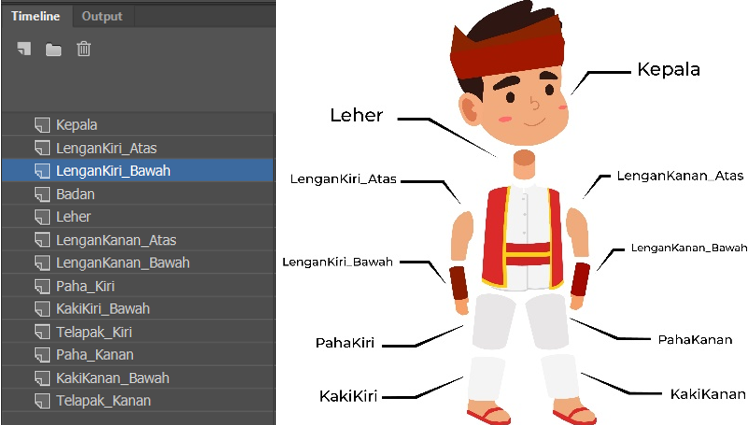 Timeline Output
Kepala
LenganKiri_Atas
LenganKiri_Bawah
Badan
Leher
LenganKanan_Atas
LenganKanan_Bawah
Paha_Kiri
KakiKiri_Bawah
Telapak_Kiri
Paha_Kanan
KakiKanan_Bawah
Telapak_Kanan
Kepala
Leher
LenganKiri_Atas
LenganKanan_Atas
LenganKiri_Bawah
LenganKanan_Bawah
PahaKiri
PahaKanan
KakiKiri
KakiKanan